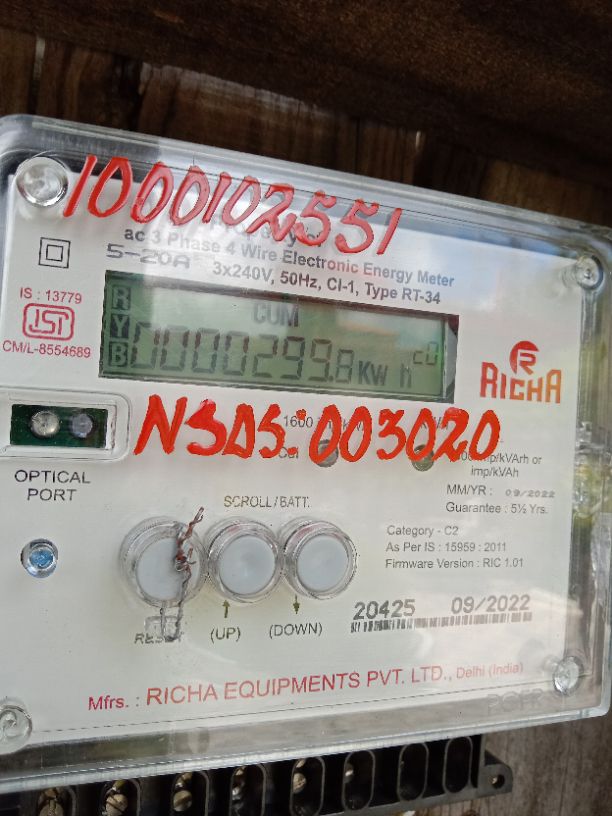 1000102551
ac 3 Phase 4 Wire Electronic Energy Meter
5-20A 3x240V, 50Hz, Cl-1, Type RT-34
IS : 13779
ISI
CM/L-8554689
R
Y
B
CUM
0000299.8 KW h c0
R
RICHA
NSDS: 003020
1600
Cal
imp/kVArh or
imp/kVAh
OPTICAL
PORT
MM/YR : 09/2022
Guarantee : 5½ Yrs.
SCROLL/BATT.
Category - C2
As Per IS : 15959 : 2011
Firmware Version : RIC 1.01
RESET (UP) (DOWN)
20425 09/2022
Mfrs. : RICHA EQUIPMENTS PVT. LTD., Delhi (India)